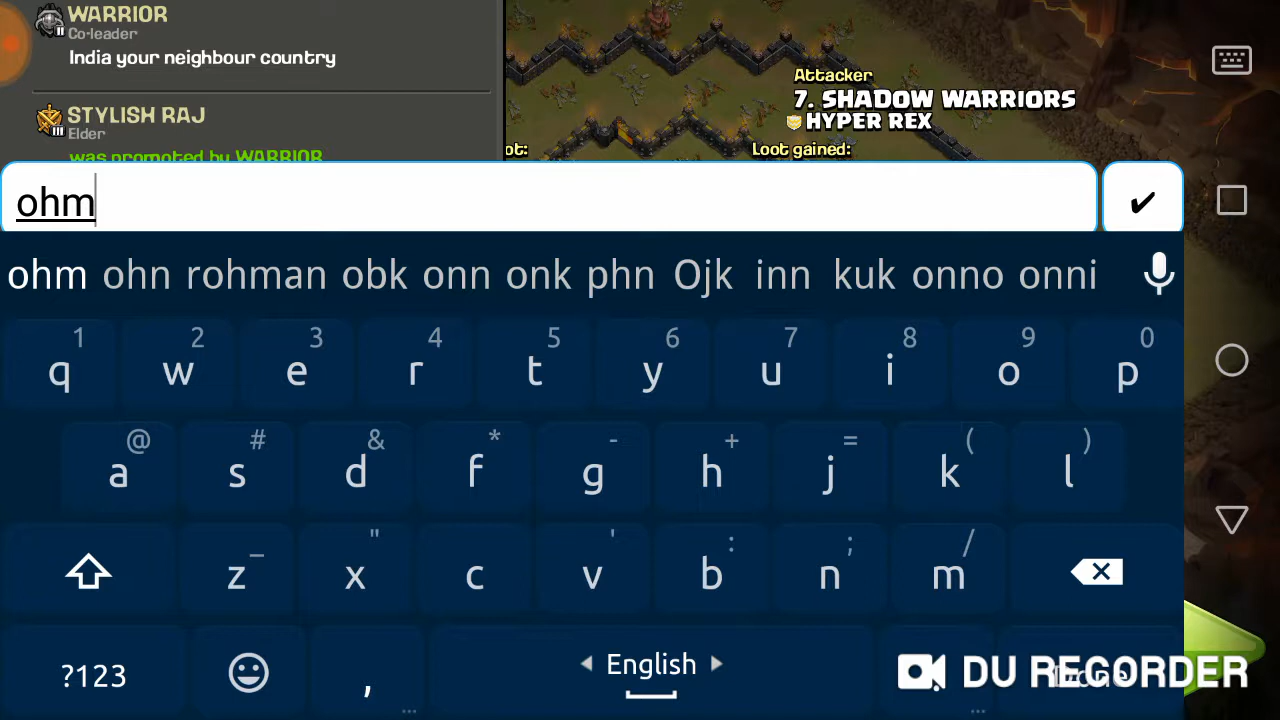 WARRIOR
Co-leader
India your neighbour country
STYLISH RAJ
Elder
was promoted by WARRIOR
Attacker
7. SHADOW WARRIORS
HYPER REX
ot:
Loot gained:
ohm
ohm ohn rohman obk onn onk phn Ojk inn kuk onno onni
1 2 3 4 5 6 7 8 9 0
q w e r t y u i o p
@ # & * - + = ( )
a s d f g h j k l
_ " ' : ; /
z x c v b n m
?123 , English Done
DU RECORDER